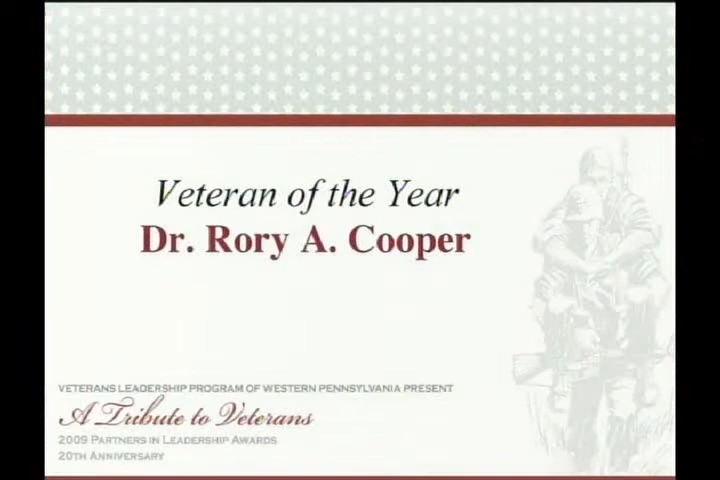 Veteran of the Year
Dr. Rory A. Cooper
VETERANS LEADERSHIP PROGRAM OF WESTERN PENNSYLVANIA PRESENT
A Tribute to Veterans
2009 PARTNERS IN LEADERSHIP AWARDS
20TH ANNIVERSARY